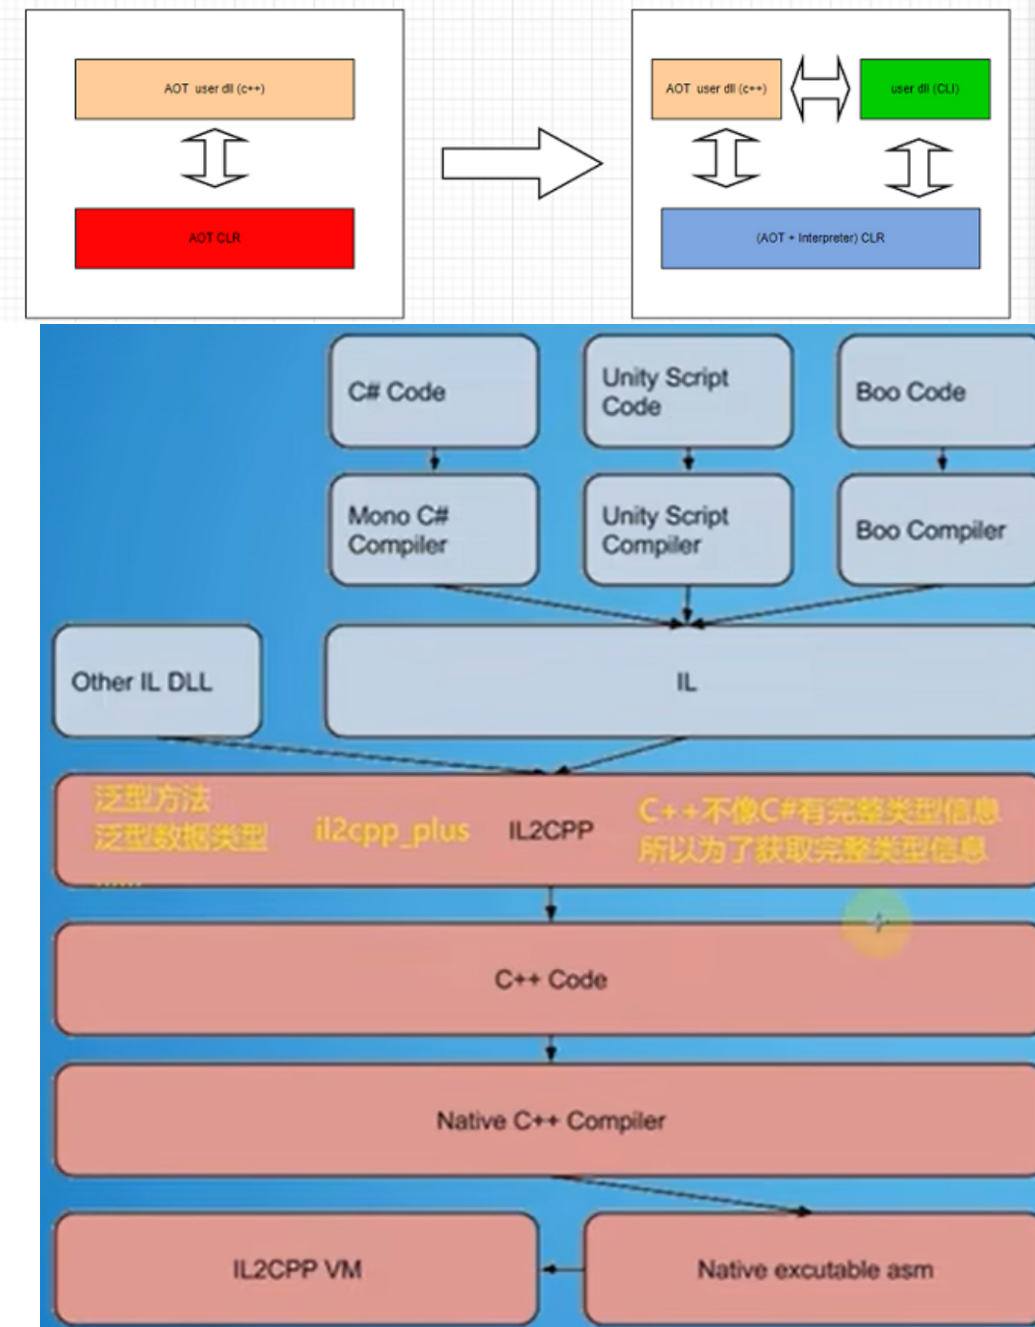 AOT user dll (c++)
AOT CLR
AOT user dll (c++)
user dll (CLI)
(AOT + Interpreter) CLR
C# Code
Unity Script
Code
Boo Code
Mono C#
Compiler
Unity Script
Compiler
Boo Compiler
Other IL DLL
IL
泛型方法
泛型数据类型
......
il2cpp_plus
IL2CPP
C++不像C#有完整类型信息
所以为了获取完整类型信息
C++ Code
Native C++ Compiler
IL2CPP VM
Native excutable asm